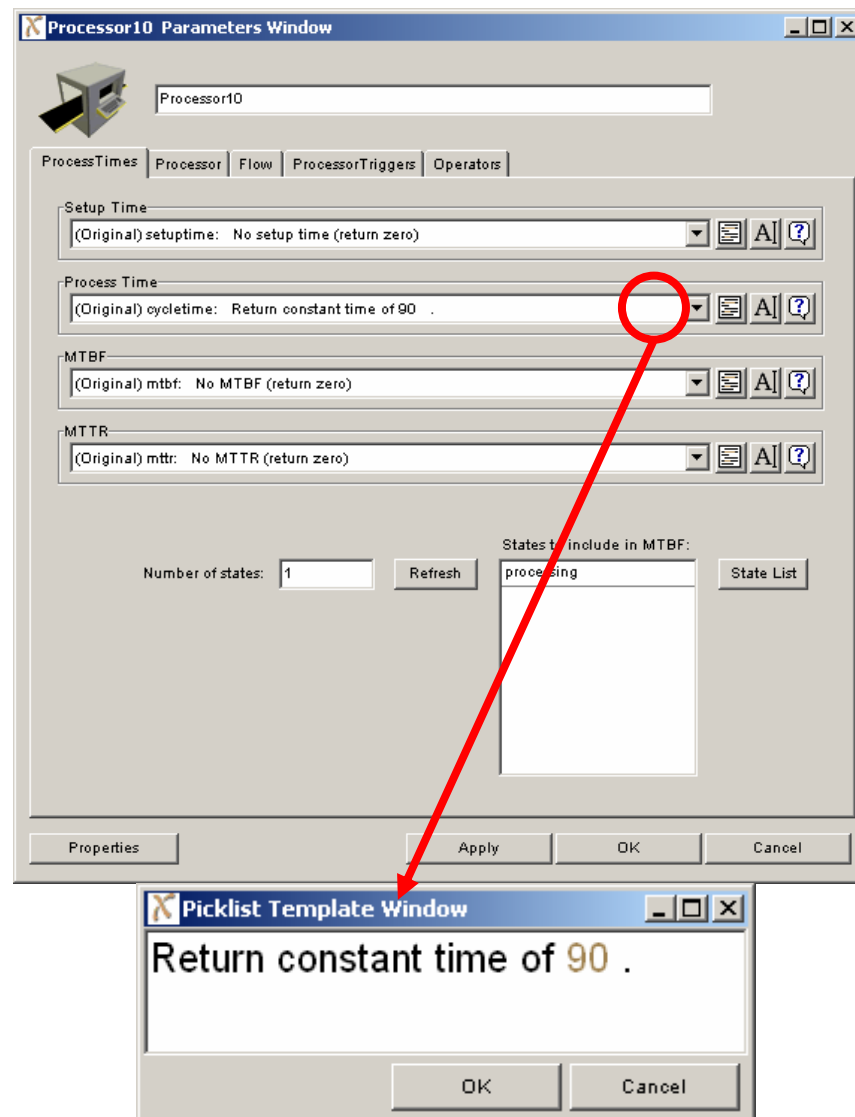 Processor10 Parameters Window
Processor10
ProcessTimes Processor Flow ProcessorTriggers Operators
Setup Time
(Original) setuptime: No setup time (return zero)
A
?
Process Time
(Original) cycletime: Return constant time of 90 .
A
?
MTBF
(Original) mtbf: No MTBF (return zero)
A
?
MTTR
(Original) mttr: No MTTR (return zero)
A
?
States to include in MTBF:
Number of states: 1 Refresh processing State List
Properties Apply OK Cancel
Picklist Template Window
Return constant time of 90 .
OK Cancel